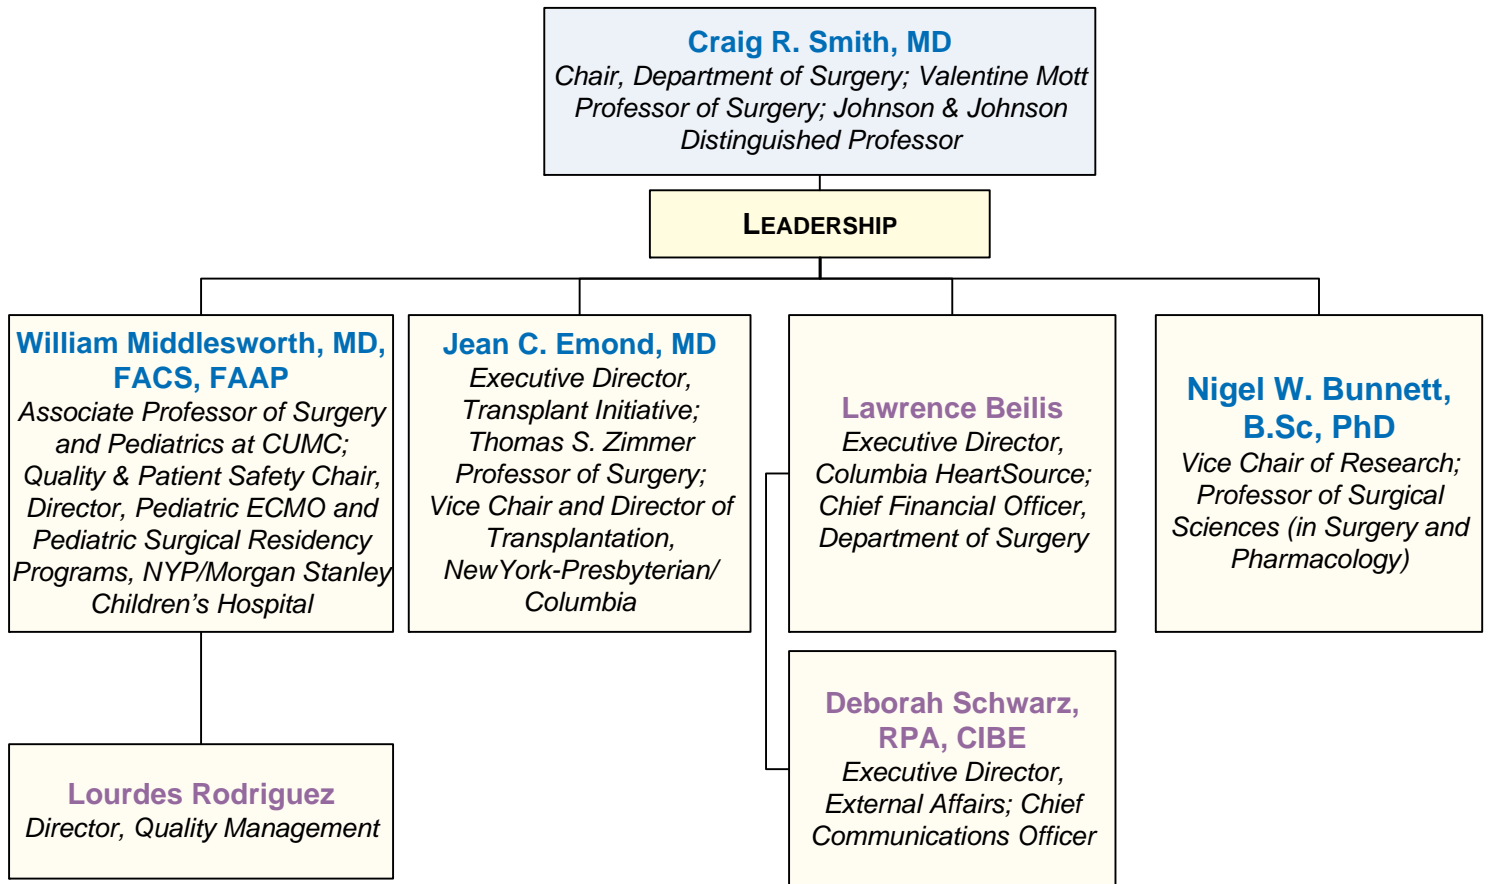 Craig R. Smith, MD
Chair, Department of Surgery; Valentine Mott
Professor of Surgery; Johnson & Johnson
Distinguished Professor
LEADERSHIP
William Middlesworth, MD,
FACS, FAAP
Associate Professor of Surgery
and Pediatrics at CUMC;
Quality & Patient Safety Chair,
Director, Pediatric ECMO and
Pediatric Surgical Residency
Programs, NYP/Morgan Stanley
Children’s Hospital
Jean C. Emond, MD
Executive Director,
Transplant Initiative;
Thomas S. Zimmer
Professor of Surgery;
Vice Chair and Director of
Transplantation,
NewYork-Presbyterian/
Columbia
Lawrence Beilis
Executive Director,
Columbia HeartSource;
Chief Financial Officer,
Department of Surgery
Nigel W. Bunnett,
B.Sc, PhD
Vice Chair of Research;
Professor of Surgical
Sciences (in Surgery and
Pharmacology)
Lourdes Rodriguez
Director, Quality Management
Deborah Schwarz,
RPA, CIBE
Executive Director,
External Affairs; Chief
Communications Officer